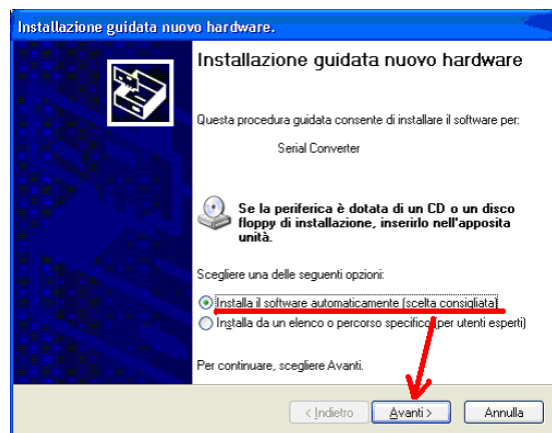 Installazione guidata nuovo hardware.
Installazione guidata nuovo hardware
Questa procedura guidata consente di installare il software per:
Serial Converter
Se la periferica è dotata di un CD o un disco
floppy di installazione, inserirlo nell'apposita
unità.
Scegliere una delle seguenti opzioni:
Installa il software automaticamente (scelta consigliata)
Installa da un elenco o percorso specifico (per utenti esperti)
Per continuare, scegliere Avanti.
< Indietro
Avanti >
Annulla